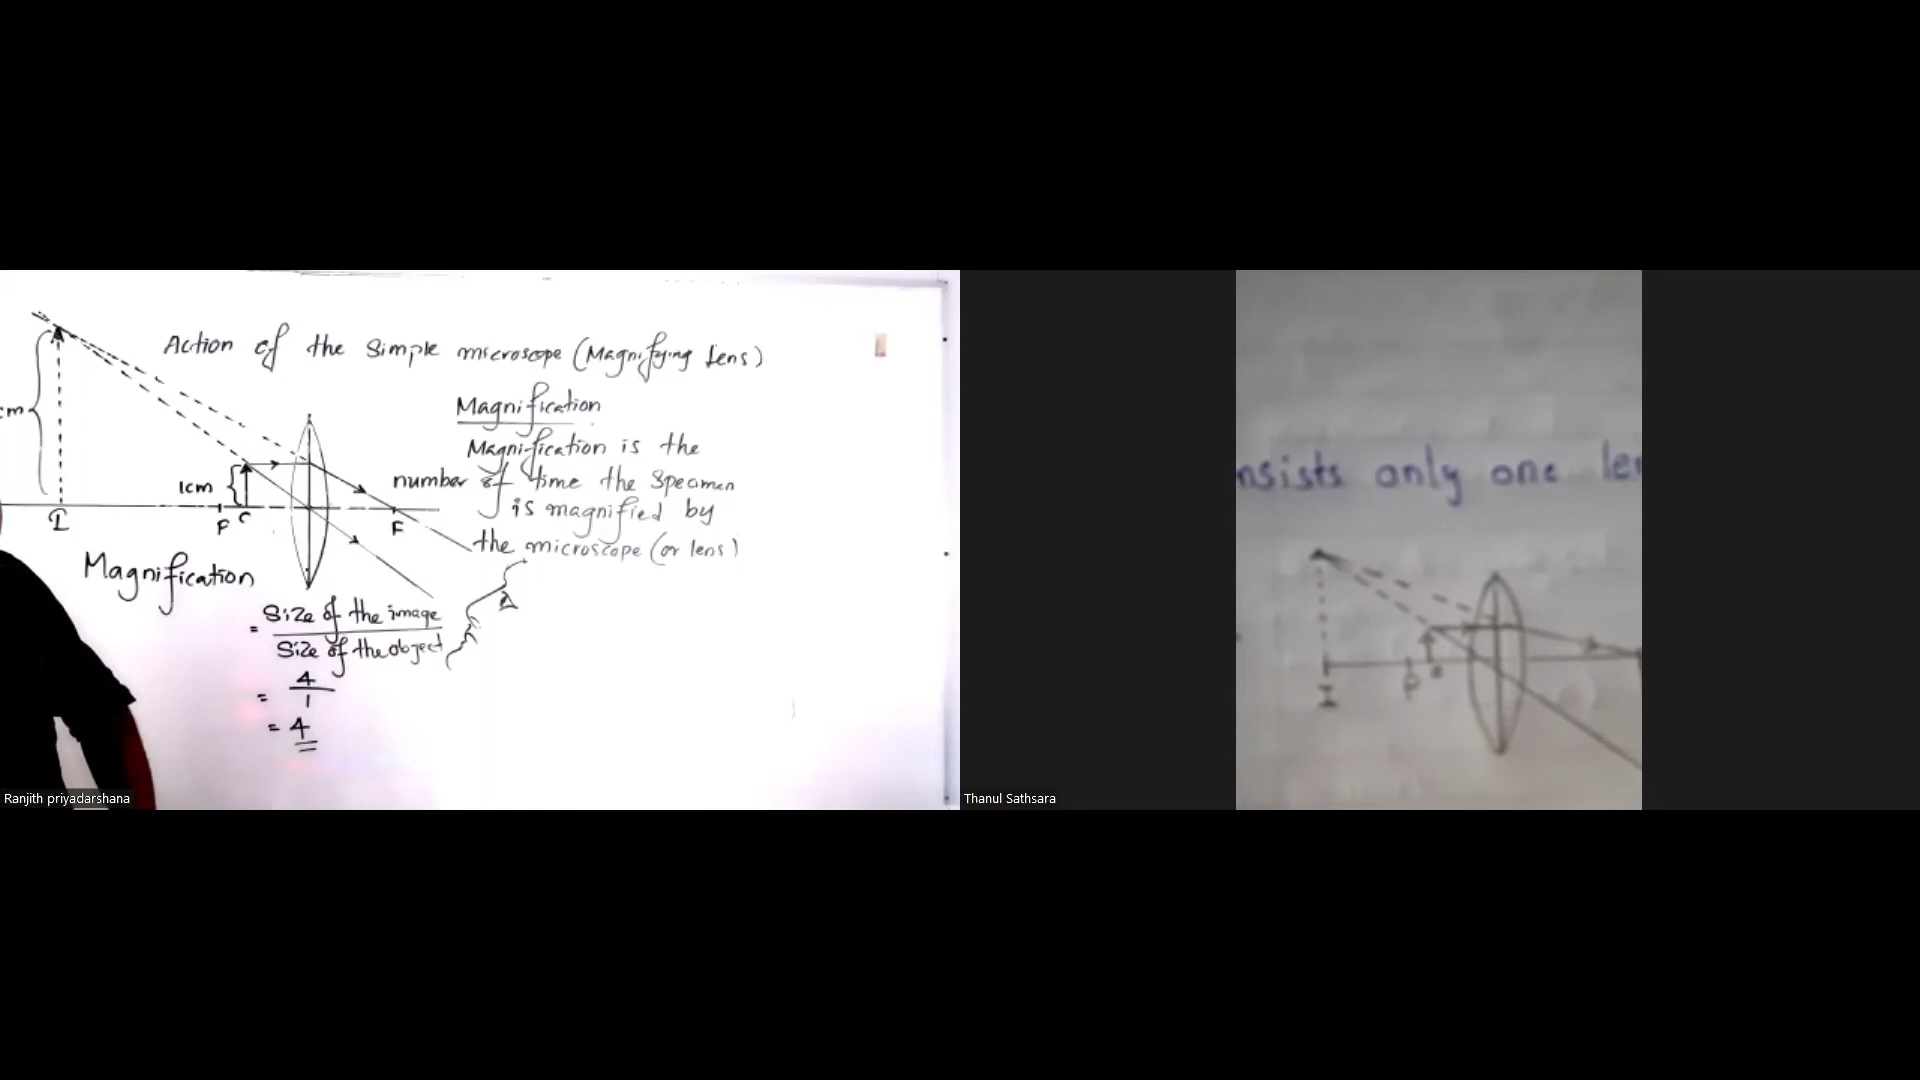 Action of the Simple microscope (Magnifying Lens)
Magnification
Magnification is the
number of time the Specimen
is magnified by
the microscope (or lens)
cm
1cm
I
F
F
Magnification
= Size of the image
Size of the object
= 4
1
= 4
Ranjith priyadarshana
nsists only one le
I
F
Thanul Sathsara